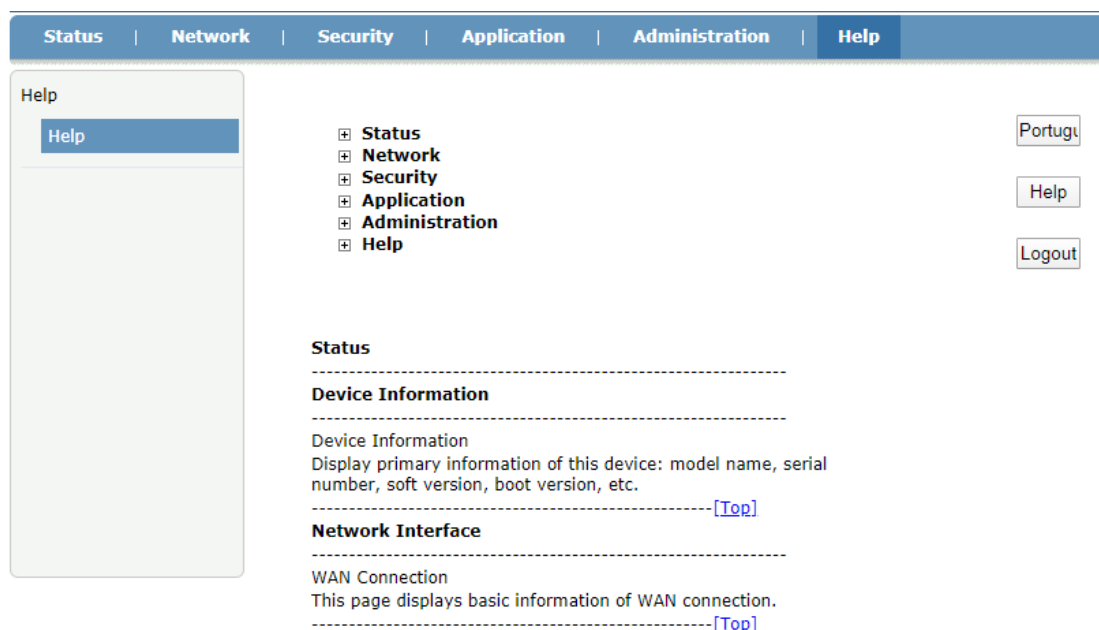 Status | Network | Security | Application | Administration | Help
Help
Help
Status
Network
Security
Application
Administration
Help
Portugu
Help
Logout
Status
----------------------------------------------------------------
Device Information
----------------------------------------------------------------
Device Information
Display primary information of this device: model name, serial
number, soft version, boot version, etc.
------------------------------------------------------[Top]
Network Interface
----------------------------------------------------------------
WAN Connection
This page displays basic information of WAN connection.
------------------------------------------------------[Top]